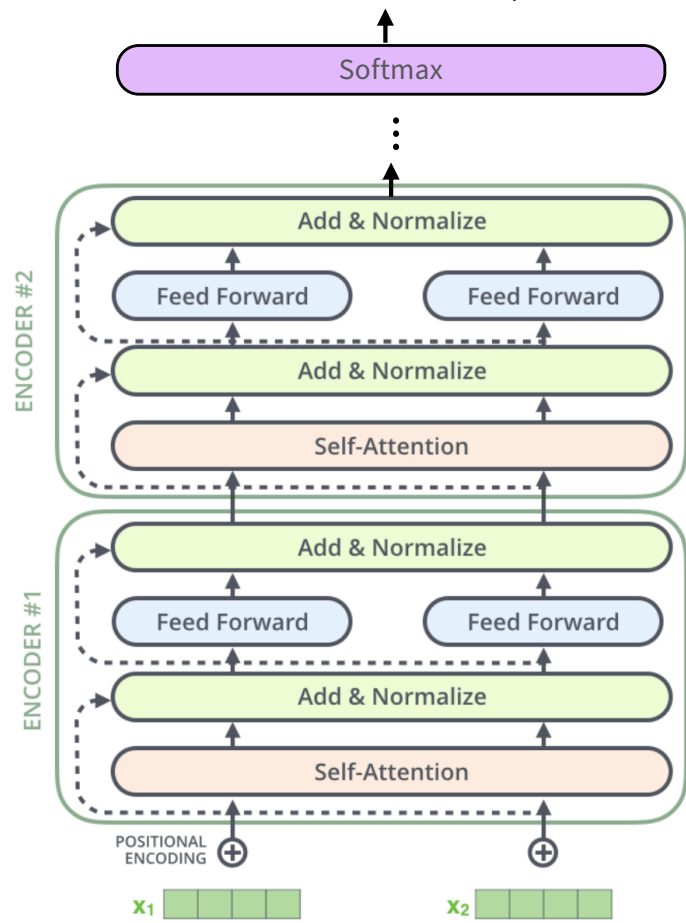 Softmax
ENCODER #2
Add & Normalize
Feed Forward
Feed Forward
Add & Normalize
Self-Attention
ENCODER #1
Add & Normalize
Feed Forward
Feed Forward
Add & Normalize
Self-Attention
POSITIONAL
ENCODING
x₁
x₂